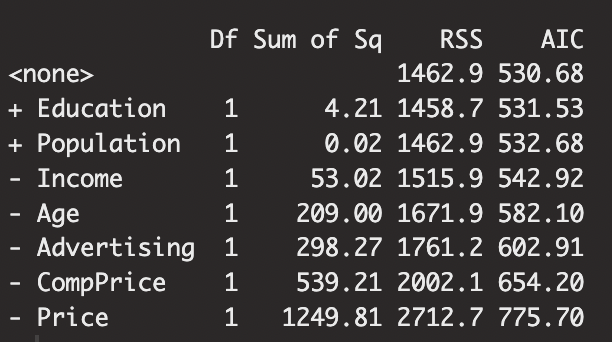 Df Sum of Sq RSS AIC
<none> 1462.9 530.68
+ Education 1 4.21 1458.7 531.53
+ Population 1 0.02 1462.9 532.68
- Income 1 53.02 1515.9 542.92
- Age 1 209.00 1671.9 582.10
- Advertising 1 298.27 1761.2 602.91
- CompPrice 1 539.21 2002.1 654.20
- Price 1 1249.81 2712.7 775.70